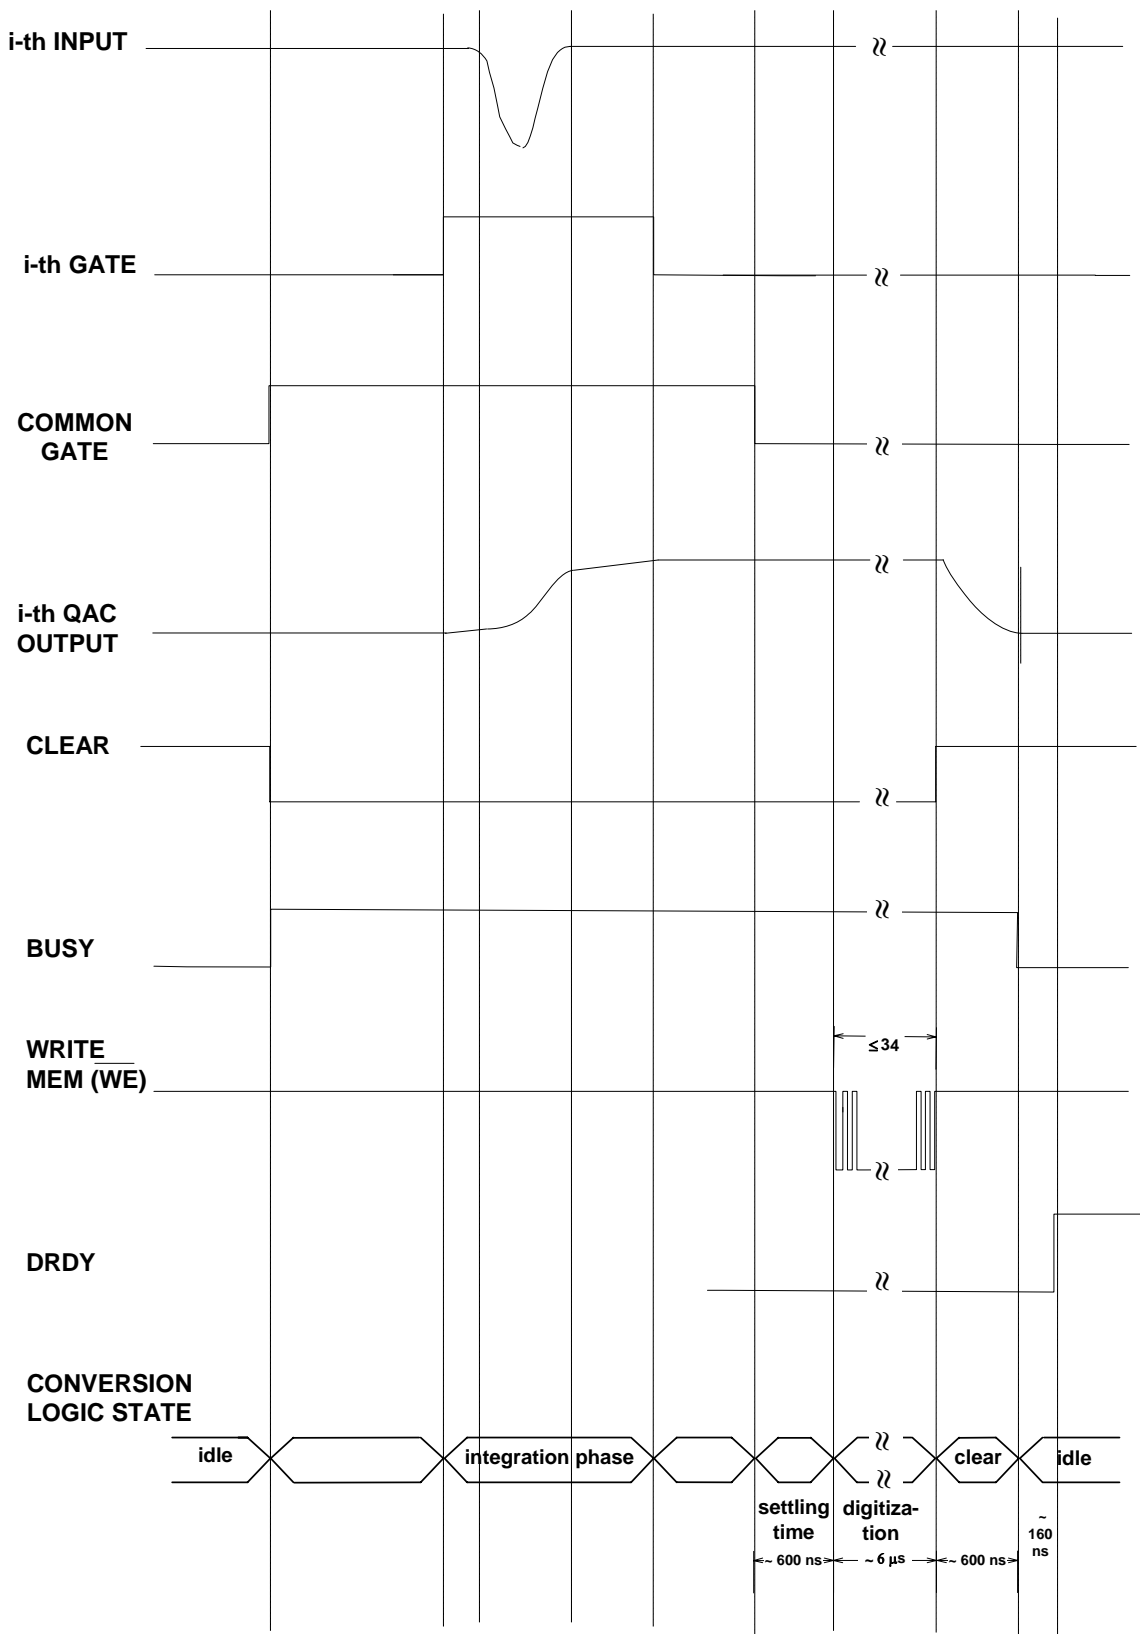 i-th INPUT
i-th GATE
COMMON
GATE
i-th QAC
OUTPUT
CLEAR
BUSY
WRITE
MEM (W̅E̅)
≤ 34
DRDY
CONVERSION
LOGIC STATE
idle
integration phase
clear
idle
settling
time
digitiza-
tion
~
160
ns
~ 600 ns
~ 6 µs
~ 600 ns